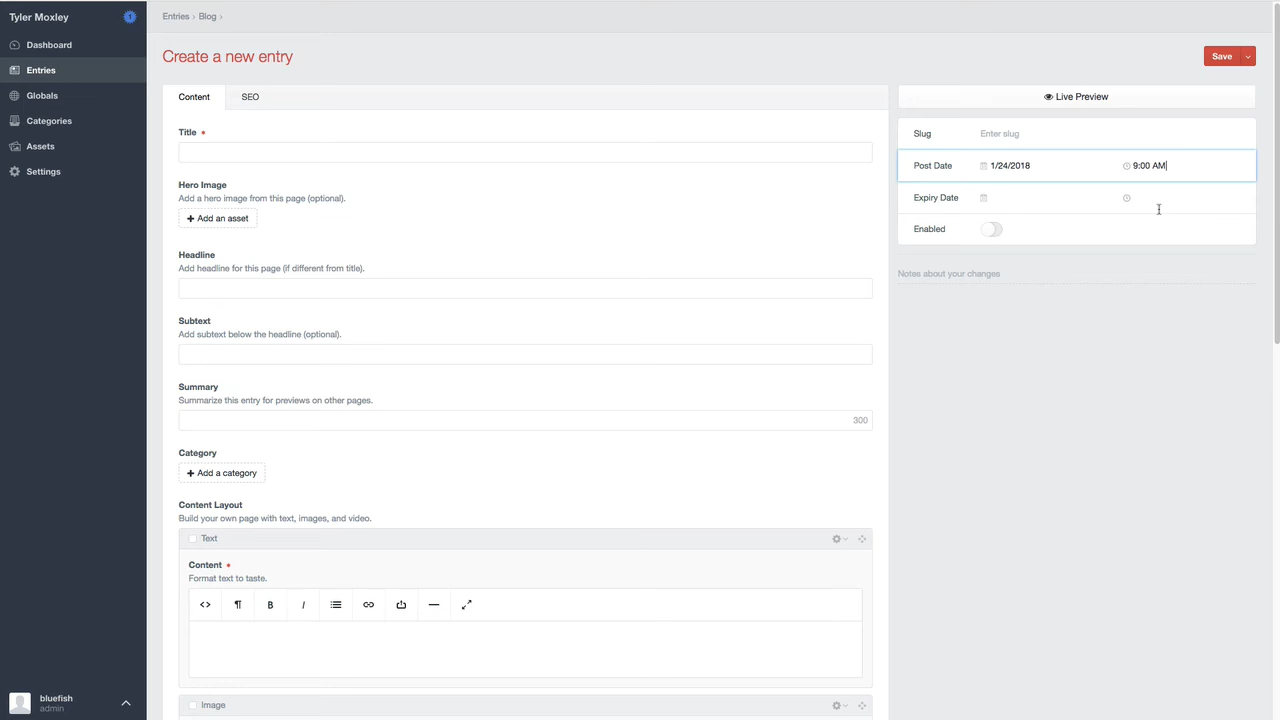 Tyler Moxley
1
Dashboard
Entries
Globals
Categories
Assets
Settings
bluefish
admin
Entries › Blog ›
Create a new entry
Save
Content
SEO
Title
Hero Image
Add a hero image from this page (optional).
+ Add an asset
Headline
Add headline for this page (if different from title).
Subtext
Add subtext below the headline (optional).
Summary
Summarize this entry for previews on other pages.
300
Category
+ Add a category
Content Layout
Build your own page with text, images, and video.
Text
Content
Format text to taste.
<> ¶ B I
Image
Live Preview
Slug Enter slug
Post Date 1/24/2018 9:00 AM
Expiry Date
Enabled
Notes about your changes